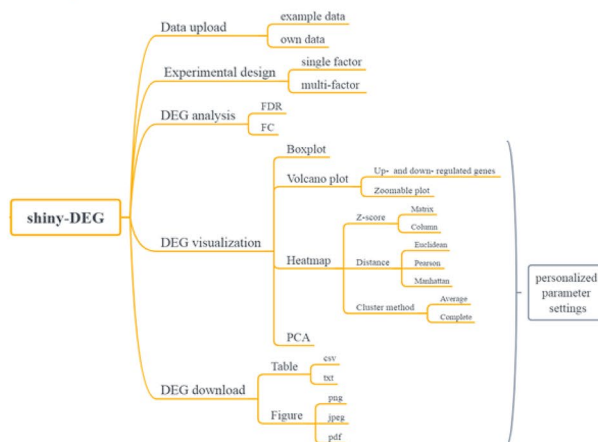 shiny-DEG
Data upload
example data
own data
Experimental design
single factor
multi-factor
DEG analysis
FDR
FC
DEG visualization
Boxplot
Volcano plot
Up- and down- regulated genes
Zoomable plot
Heatmap
Z-score
Matrix
Column
Distance
Euclidean
Pearson
Manhattan
Cluster method
Average
Complete
PCA
DEG download
Table
csv
txt
Figure
png
jpeg
pdf
personalized
parameter
settings